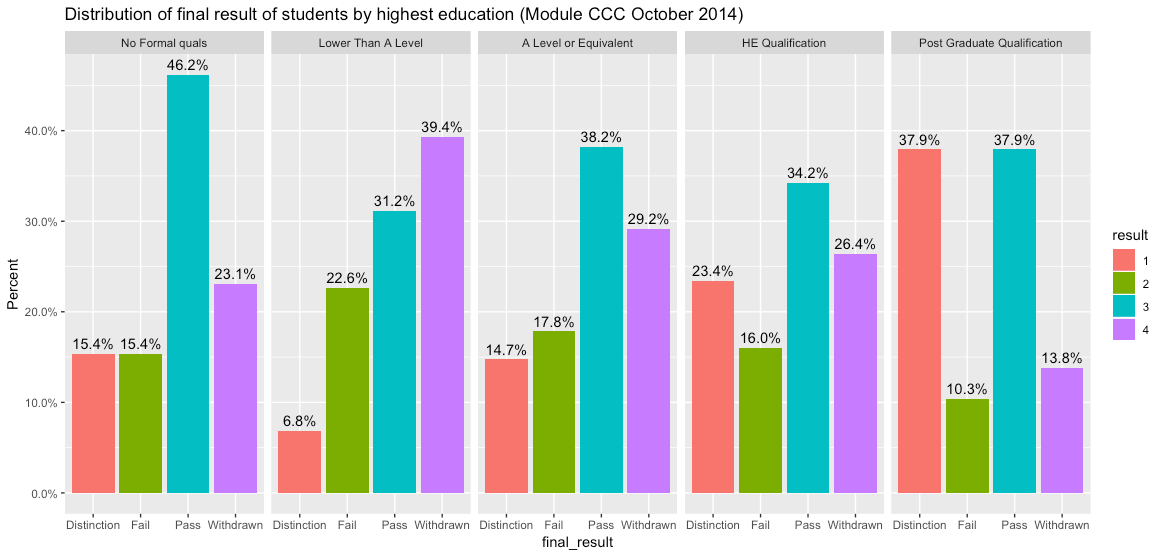 Distribution of final result of students by highest education (Module CCC October 2014)
No Formal quals
Lower Than A Level
A Level or Equivalent
HE Qualification
Post Graduate Qualification
Percent
40.0%
30.0%
20.0%
10.0%
0.0%
15.4%
15.4%
46.2%
23.1%
6.8%
22.6%
31.2%
39.4%
14.7%
17.8%
38.2%
29.2%
23.4%
16.0%
34.2%
26.4%
37.9%
10.3%
37.9%
13.8%
Distinction Fail Pass Withdrawn
Distinction Fail Pass Withdrawn
Distinction Fail Pass Withdrawn
Distinction Fail Pass Withdrawn
Distinction Fail Pass Withdrawn
final_result
result
1
2
3
4